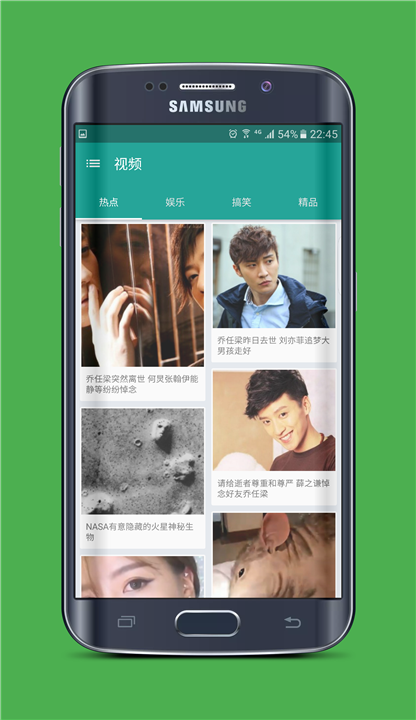 SAMSUNG
4G 54% 22:45
视频
热点 娱乐 搞笑 精品
乔任梁突然离世 何炅张翰伊能
静等纷纷悼念
乔任梁昨日去世 刘亦菲追梦大
男孩走好
请给逝者尊重和尊严 薛之谦悼
念好友乔任梁
NASA有意隐藏的火星神秘生
物